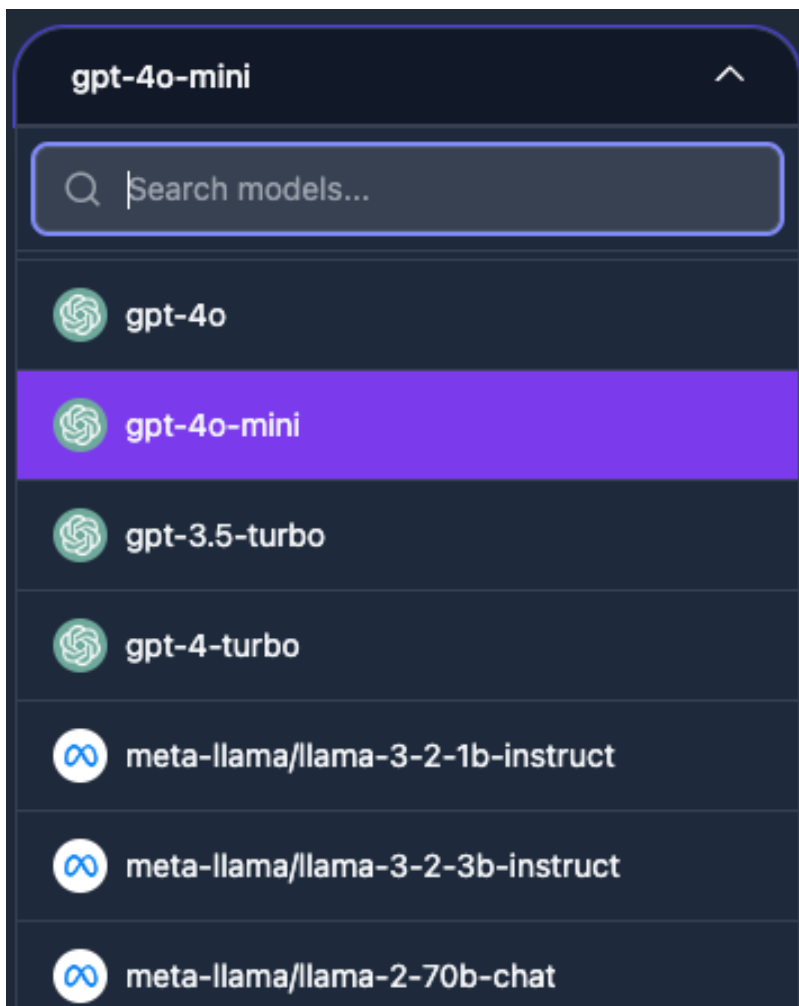 gpt-4o-mini
Search models...
gpt-4o
gpt-4o-mini
gpt-3.5-turbo
gpt-4-turbo
meta-llama/llama-3-2-1b-instruct
meta-llama/llama-3-2-3b-instruct
meta-llama/llama-2-70b-chat